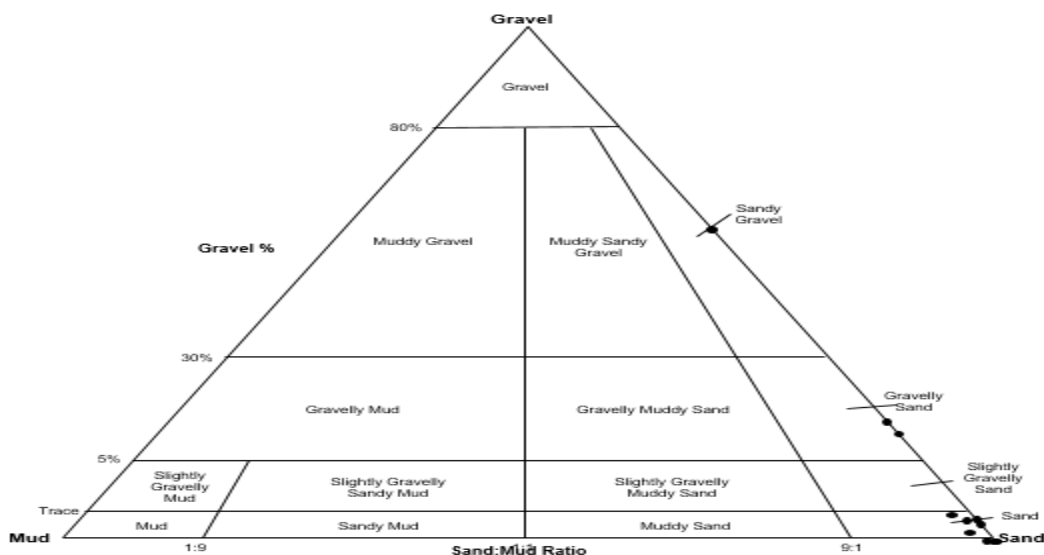 Gravel
Gravel
80%
Sandy
Gravel
Muddy Gravel
Muddy Sandy
Gravel
Gravel %
30%
Gravelly
Sand
Gravelly Mud
Gravelly Muddy Sand
5%
Slightly
Gravelly
Mud
Slightly Gravelly
Sandy Mud
Slightly Gravelly
Muddy Sand
Slightly
Gravelly
Sand
Trace
Mud
Mud
Sandy Mud
Muddy Sand
Sand
Sand
1:9
1:1
9:1
Sand:Mud Ratio